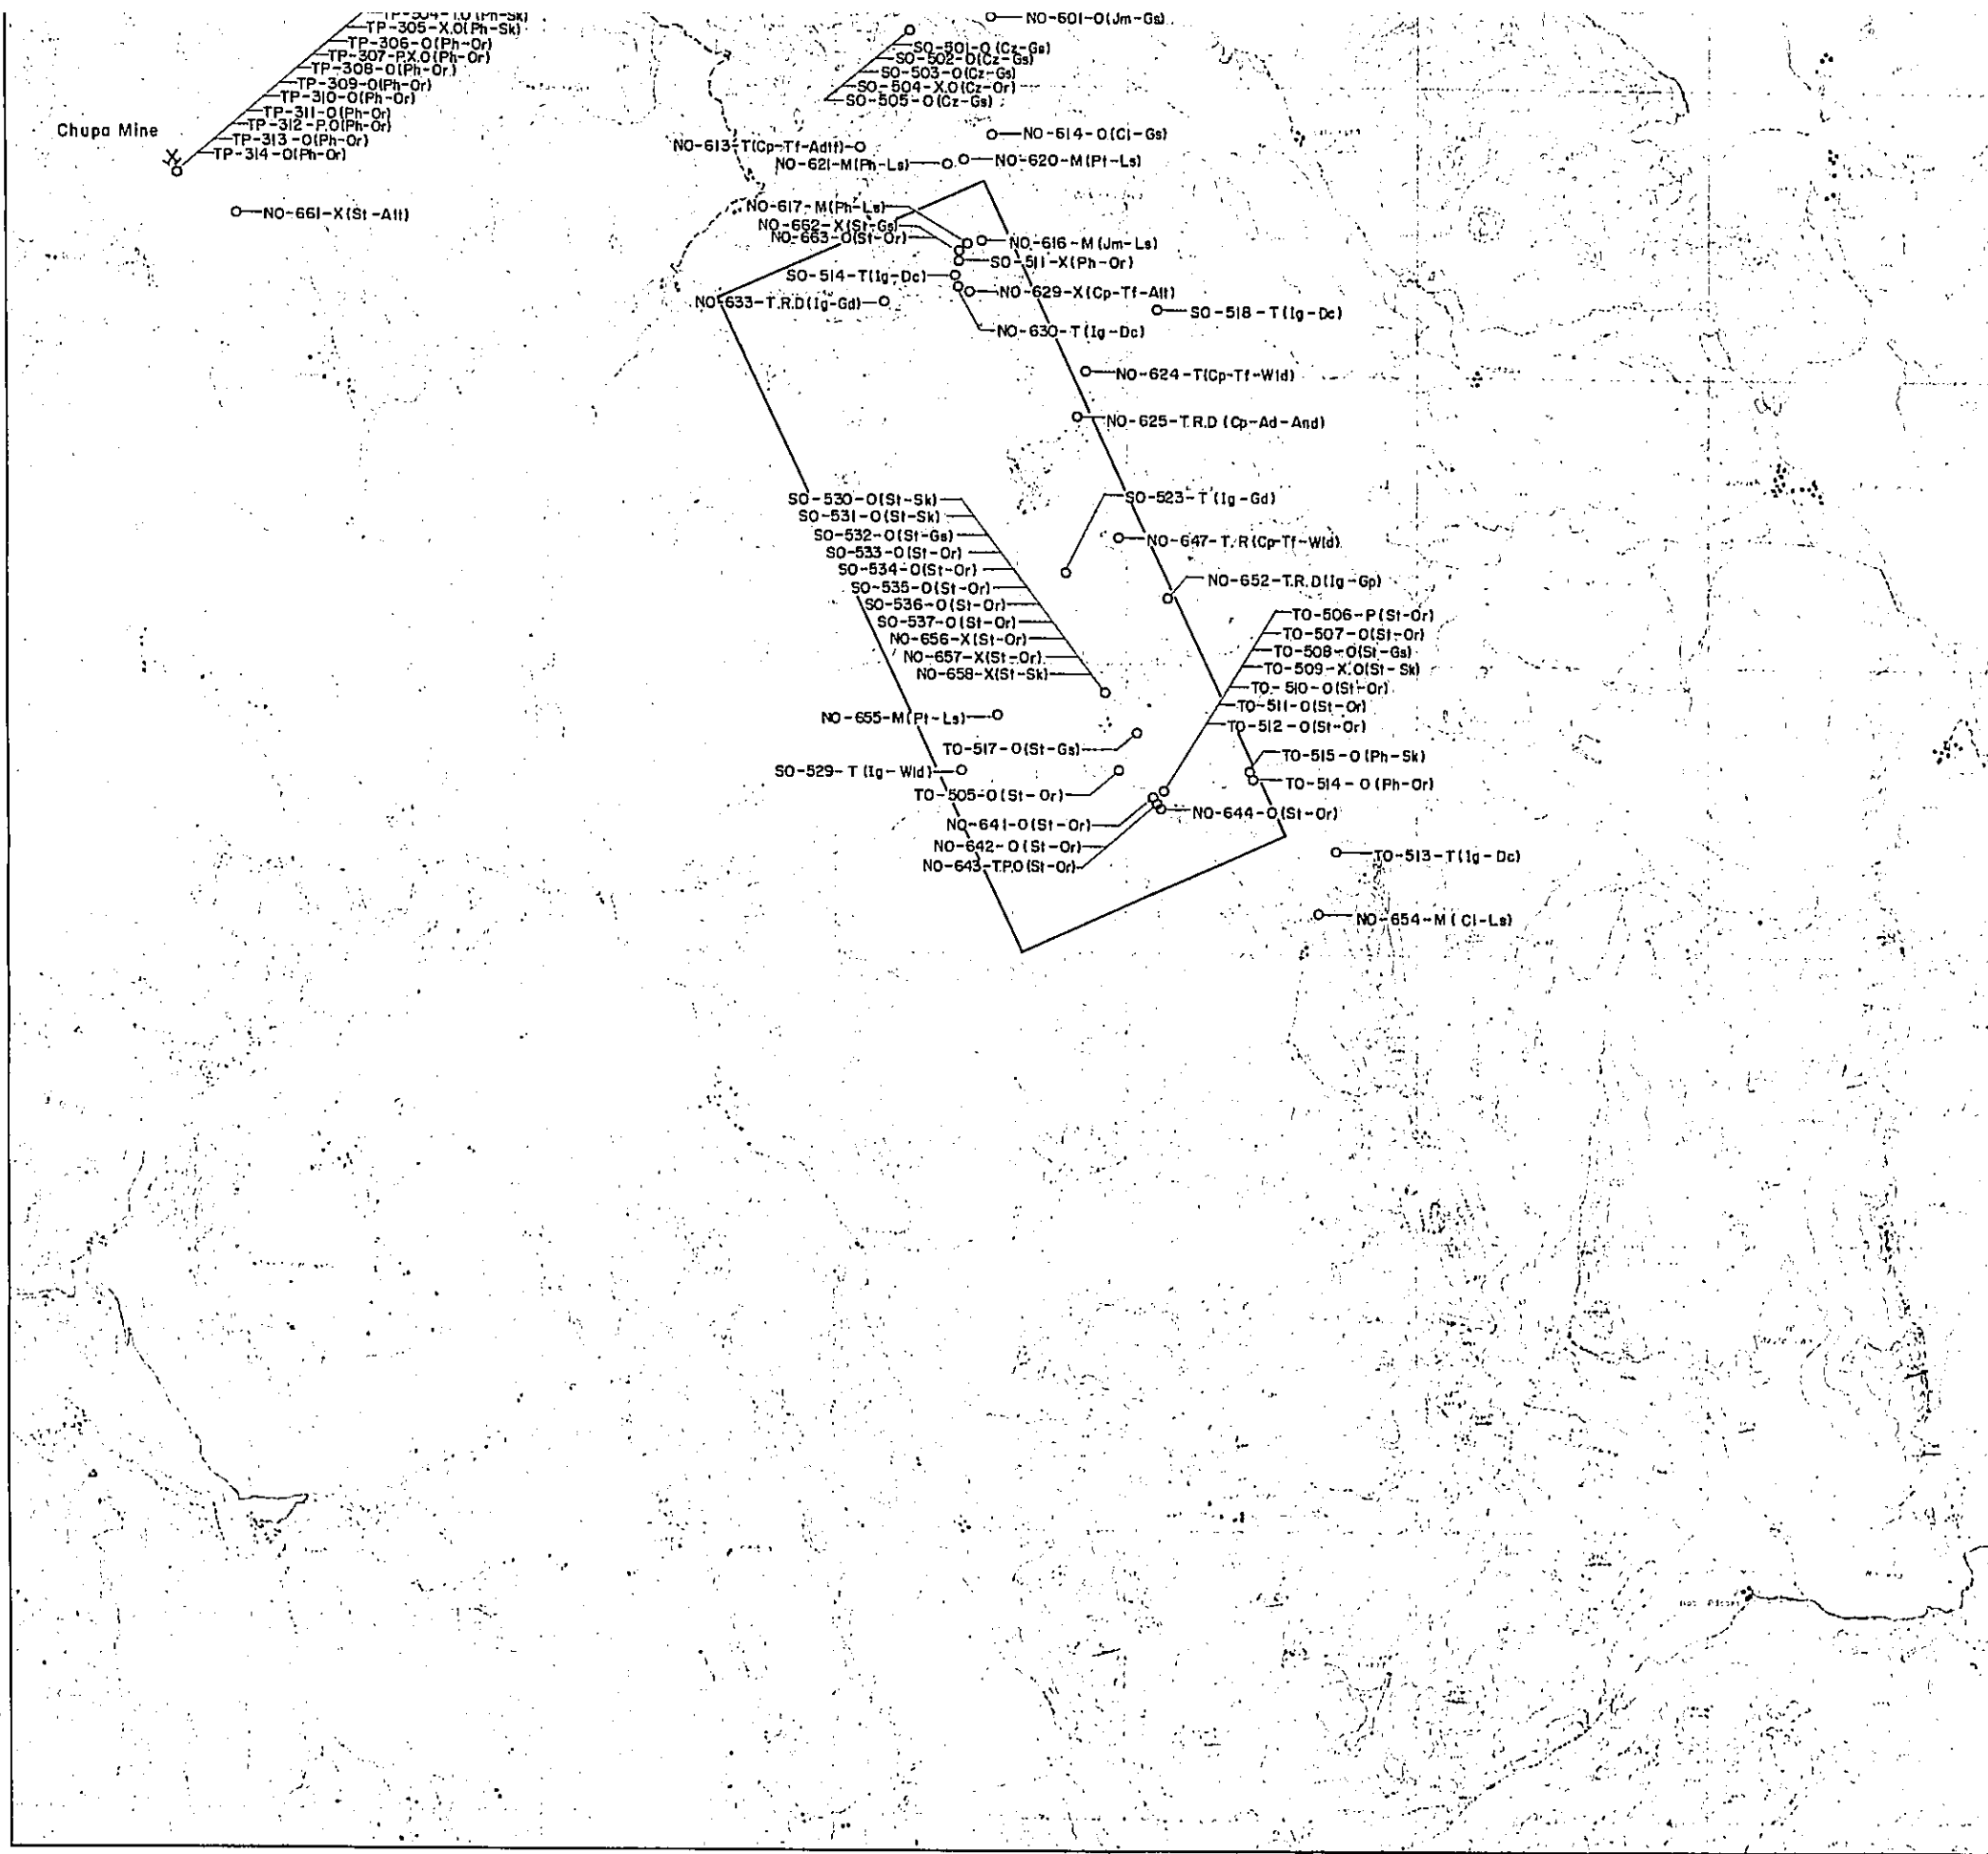 TP-305-X.O(Ph-Sk)
TP-306-O(Ph-Or)
TP-307-P.X.O(Ph-Or)
TP-308-O(Ph-Or)
TP-309-O(Ph-Or)
TP-310-O(Ph-Or)
TP-311-O(Ph-Or)
TP-312-P.O(Ph-Or)
TP-313-O(Ph-Or)
TP-314-O(Ph-Or)
Chupa Mine
NO-661-X(St-Alt)
NO-601-O(Jm-Gs)
SO-501-O(Cz-Gs)
SO-502-O(Cz-Gs)
SO-503-O(Cz-Gs)
SO-504-X.O(Cz-Or)
SO-505-O(Cz-Gs)
NO-614-O(Cl-Gs)
NO-613-T(Cp-Tf-Adtf)
NO-621-M(Ph-Ls)
NO-620-M(Pt-Ls)
NO-617-M(Ph-Ls)
NO-662-X(St-Gs)
NO-663-O(St-Or)
NO-616-M(Jm-Ls)
SO-511-X(Ph-Or)
SO-514-T(Ig-Dc)
NO-629-X(Cp-Tf-Alt)
NO-633-T.R.D(Ig-Gd)
SO-518-T(Ig-Dc)
NO-630-T(Ig-Dc)
NO-624-T(Cp-Tf-Wld)
NO-625-T.R.D(Cp-Ad-And)
SO-530-O(St-Sk)
SO-531-O(St-Sk)
SO-532-O(St-Gs)
SO-533-O(St-Or)
SO-534-O(St-Or)
SO-535-O(St-Or)
SO-536-O(St-Or)
SO-537-O(St-Or)
NO-656-X(St-Or)
NO-657-X(St-Or)
NO-658-X(St-Sk)
SO-523-T(Ig-Gd)
NO-647-T.R(Cp-Tf-Wld)
NO-652-T.R.D(Ig-Gp)
TO-506-P(St-Or)
TO-507-O(St-Or)
TO-508-O(St-Gs)
TO-509-X.O(St-Sk)
TO-510-O(St-Or)
TO-511-O(St-Or)
TO-512-O(St-Or)
NO-655-M(Pt-Ls)
TO-517-O(St-Gs)
SO-529-T(Ig-Wld)
TO-505-O(St-Or)
TO-515-O(Ph-Sk)
TO-514-O(Ph-Or)
NO-644-O(St-Or)
NO-641-O(St-Or)
NO-642-O(St-Or)
NO-643-T.P.O(St-Or)
TO-513-T(Ig-Dc)
NO-654-M(Cl-Ls)